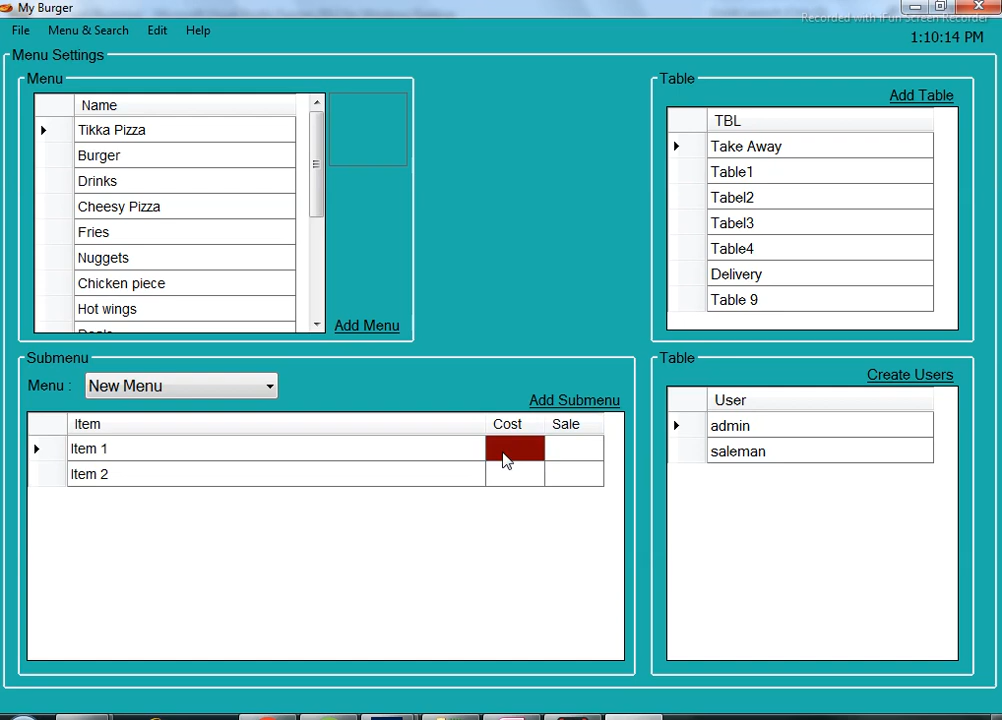 My Burger
Recorded with iFun Screen Recorder
File Menu & Search Edit Help
1:10:14 PM
Menu Settings
Menu
Name
Tikka Pizza
Burger
Drinks
Cheesy Pizza
Fries
Nuggets
Chicken piece
Hot wings
Deals
Add Menu
Table
Add Table
TBL
Take Away
Table1
Tabel2
Tabel3
Table4
Delivery
Table 9
Submenu
Menu : New Menu
Add Submenu
Item Cost Sale
Item 1
Item 2
Table
Create Users
User
admin
saleman